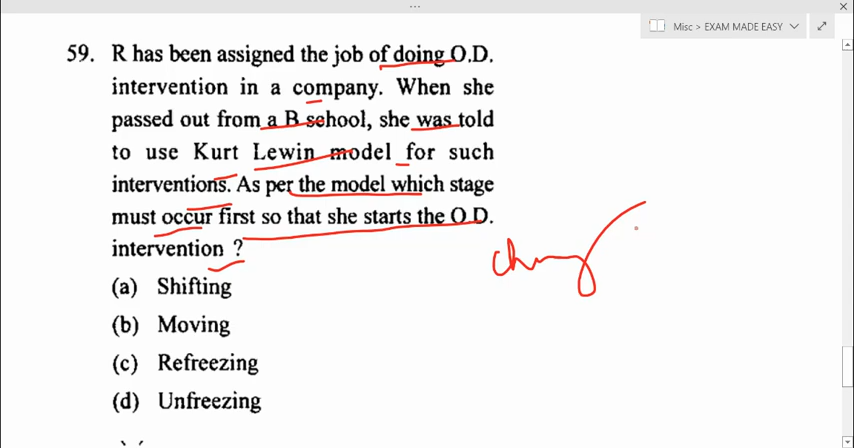 Misc > EXAM MADE EASY
59. R has been assigned the job of doing O.D.
intervention in a company. When she
passed out from a B school, she was told
to use Kurt Lewin model for such
interventions. As per the model which stage
must occur first so that she starts the O.D.
intervention ?
(a) Shifting
(b) Moving
(c) Refreezing
(d) Unfreezing